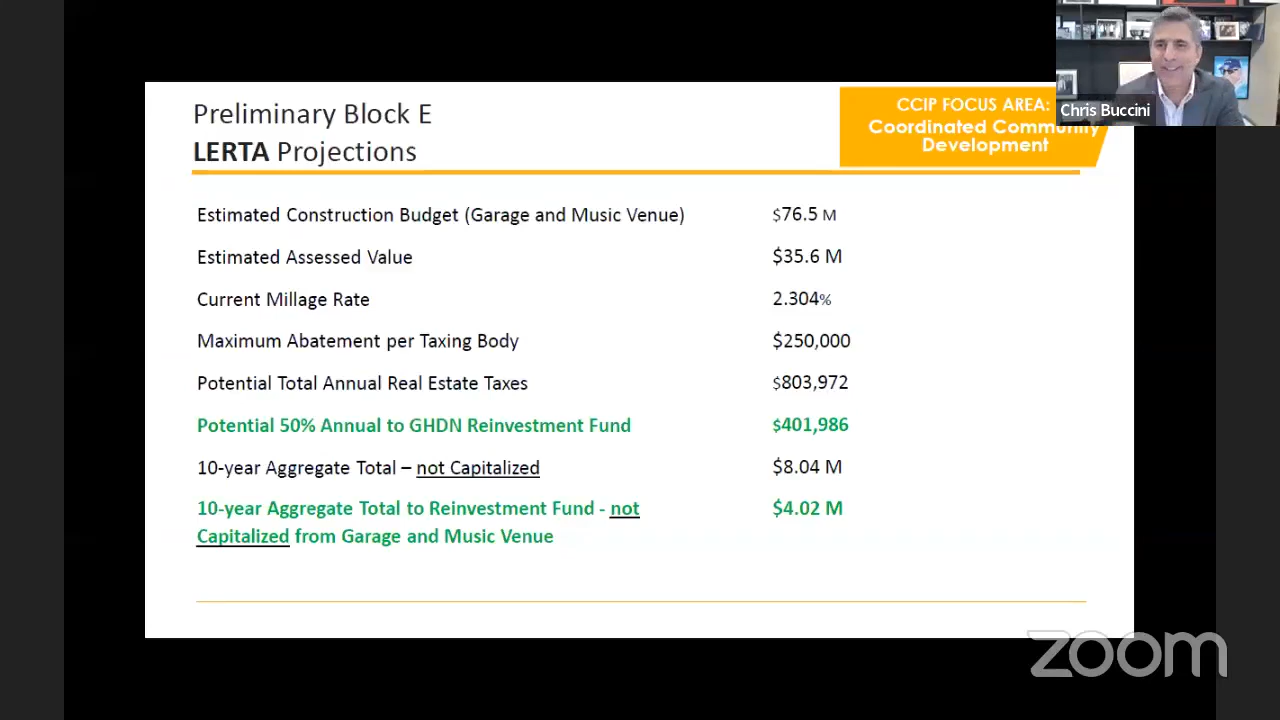 Preliminary Block E
LERTA Projections
CCIP FOCUS AREA:
Coordinated Community
Development
Chris Buccini
Estimated Construction Budget (Garage and Music Venue) $76.5 M
Estimated Assessed Value $35.6 M
Current Millage Rate 2.304%
Maximum Abatement per Taxing Body $250,000
Potential Total Annual Real Estate Taxes $803,972
Potential 50% Annual to GHDN Reinvestment Fund $401,986
10-year Aggregate Total – not Capitalized $8.04 M
10-year Aggregate Total to Reinvestment Fund - not $4.02 M
Capitalized from Garage and Music Venue
zoom